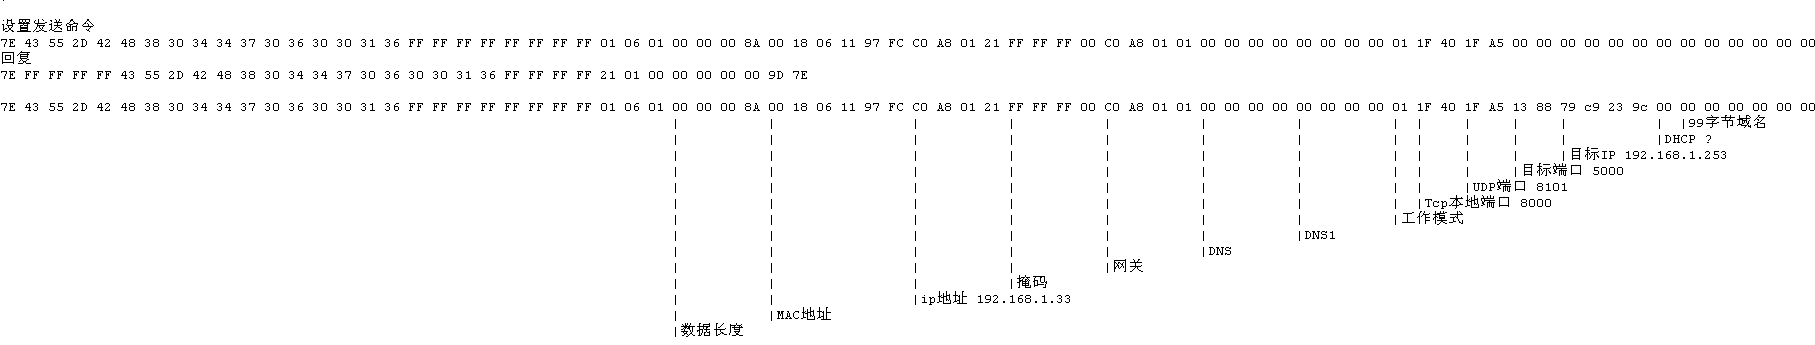 设置发送命令
7E 43 55 2D 42 48 38 30 34 34 37 30 36 30 30 31 36 FF FF FF FF FF FF FF FF 01 06 01 00 00 00 8A 00 18 06 11 97 FC C0 A8 01 21 FF FF FF 00 C0 A8 01 01 00 00 00 00 00 00 00 00 01 1F 40 1F A5 00 00 00 00 00 00 00 00 00 00 00 00 00
回复
7E FF FF FF FF 43 55 2D 42 48 38 30 34 34 37 30 36 30 30 31 36 FF FF FF FF 21 01 00 00 00 00 00 9D 7E
7E 43 55 2D 42 48 38 30 34 34 37 30 36 30 30 31 36 FF FF FF FF FF FF FF FF 01 06 01 00 00 00 8A 00 18 06 11 97 FC C0 A8 01 21 FF FF FF 00 C0 A8 01 01 00 00 00 00 00 00 00 00 01 1F 40 1F A5 13 88 79 c9 23 9c 00 00 00 00 00 00 00
99字节域名
DHCP ?
目标IP 192.168.1.253
目标端口 5000
UDP端口 8101
Tcp本地端口 8000
工作模式
DNS1
DNS
网关
掩码
ip地址 192.168.1.33
MAC地址
数据长度